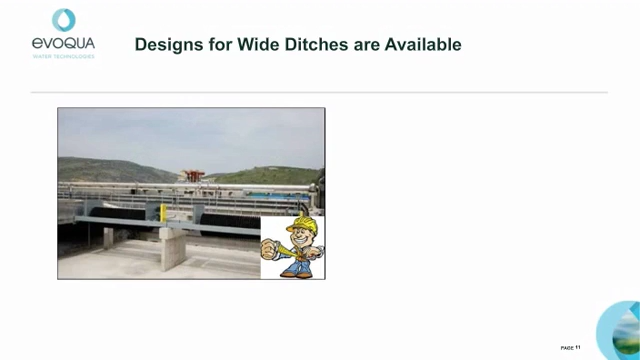 evoqua
WATER TECHNOLOGIES
Designs for Wide Ditches are Available
PAGE 11